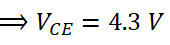 ⟹ V_CE = 4.3 V